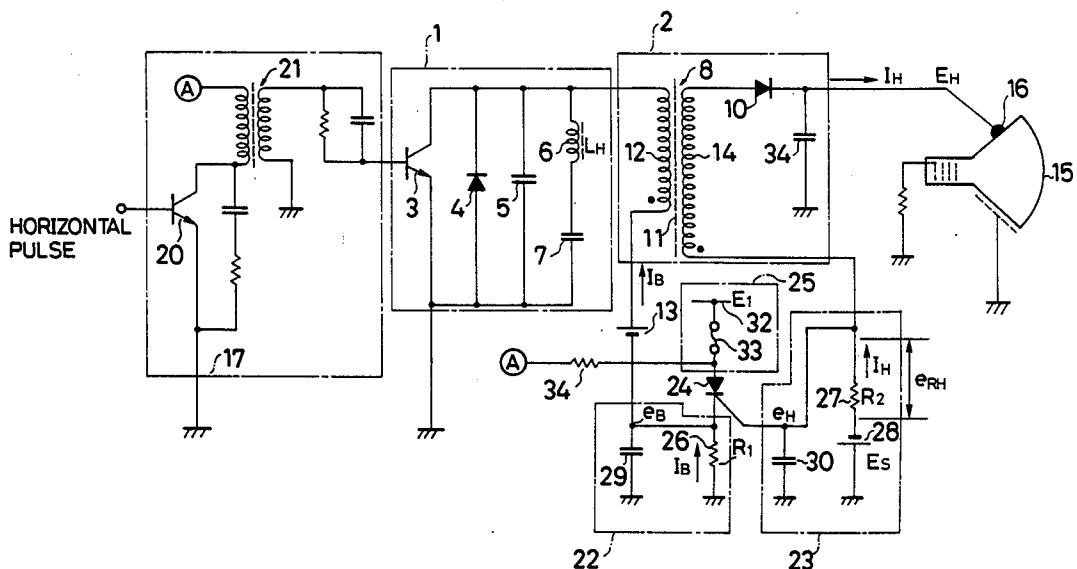 1
2
A
21
8
I_H
E_H
16
10
6
L_H
12
14
34
15
3
4
5
HORIZONTAL
PULSE
20
7
11
I_B
25
E_1
32
13
33
17
A
34
24
I_H
e_B
e_H
27
R_2
e_RH
26
R_1
28
29
I_B
30
E_S
22
23